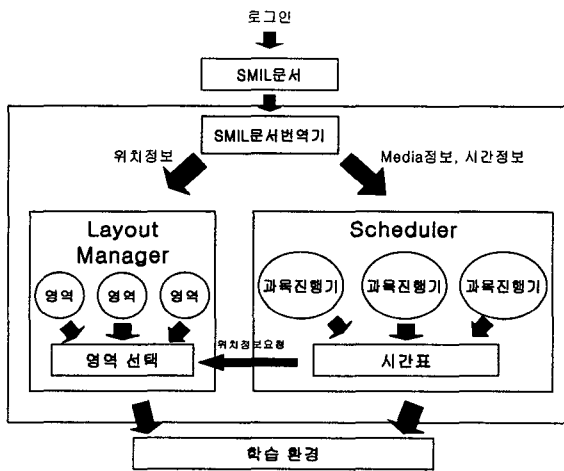 로그인
SMIL문서
SMIL문서번역기
위치정보
Media정보, 시간정보
Layout
Manager
영역
영역
영역
영역 선택
위치정보요청
Scheduler
과목진행기
과목진행기
과목진행기
시간표
학습 환경